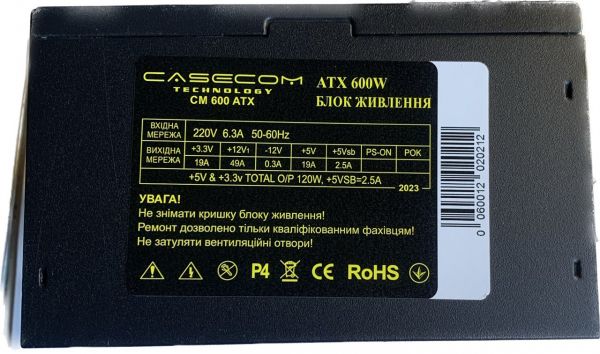 CASECOM
TECHNOLOGY
CM 600 ATX
ATX 600W
БЛОК ЖИВЛЕННЯ
ВХІДНА МЕРЕЖА 220V 6.3A 50-60Hz
ВИХІДНА МЕРЕЖА +3.3V +12V1 -12V +5V +5Vsb PS-ON POK
19A 49A 0.3A 19A 2.5A
+5V & +3.3v TOTAL O/P 120W, +5VSB=2.5A
2023
УВАГА!
Не знімати кришку блоку живлення!
Ремонт дозволено тільки кваліфікованим фахівцям!
Не затуляти вентиляційні отвори!
P4 CE RoHS
0 060012 020212